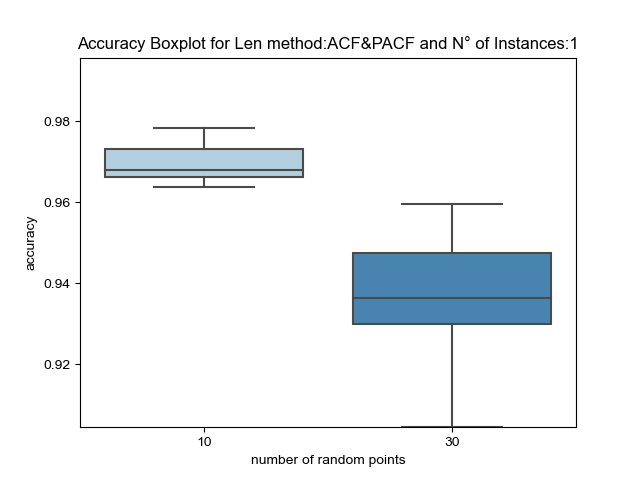 Accuracy Boxplot for Len method:ACF&PACF and N° of Instances:1
0.98
0.96
0.94
0.92
accuracy
10
30
number of random points